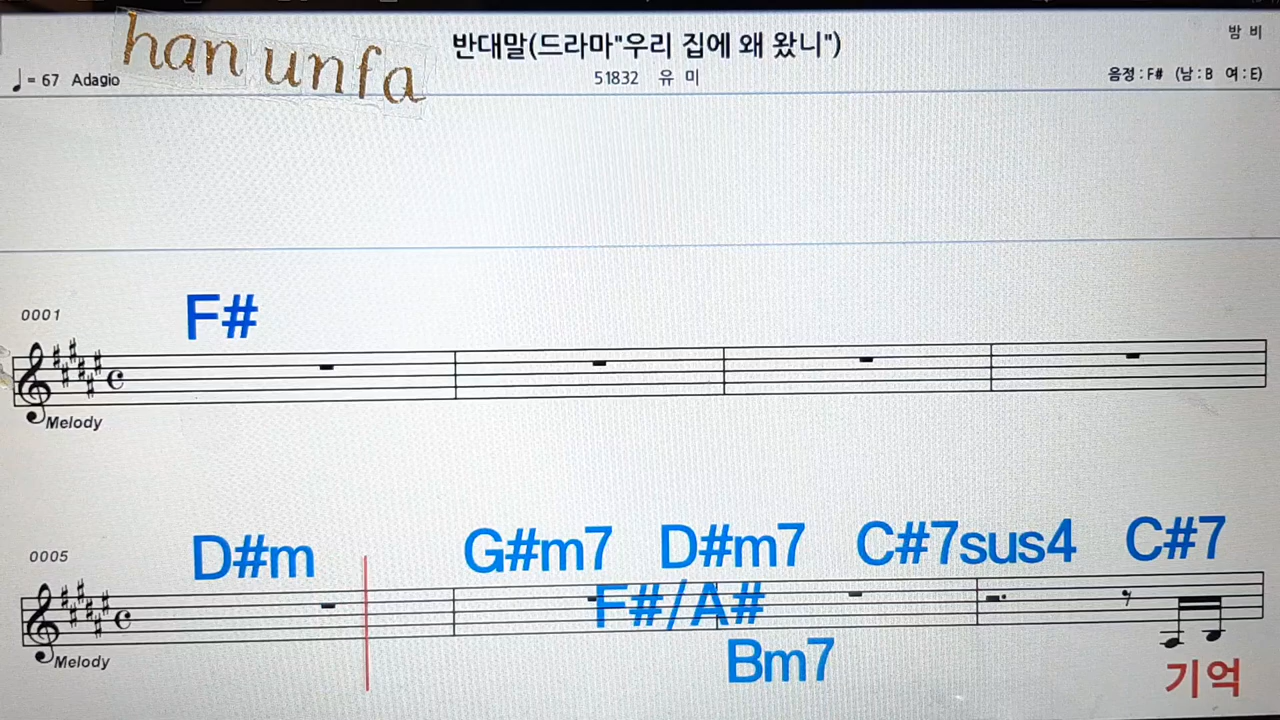 han unfa
반대말(드라마"우리 집에 왜 왔니")
밤 비
♩= 67 Adagio
51832 유 미
음정 : F# (남 : B 여 : E)
0001
F#
Melody
0005
D#m G#m7 D#m7 C#7sus4 C#7
F#/A#
Bm7
Melody
기억